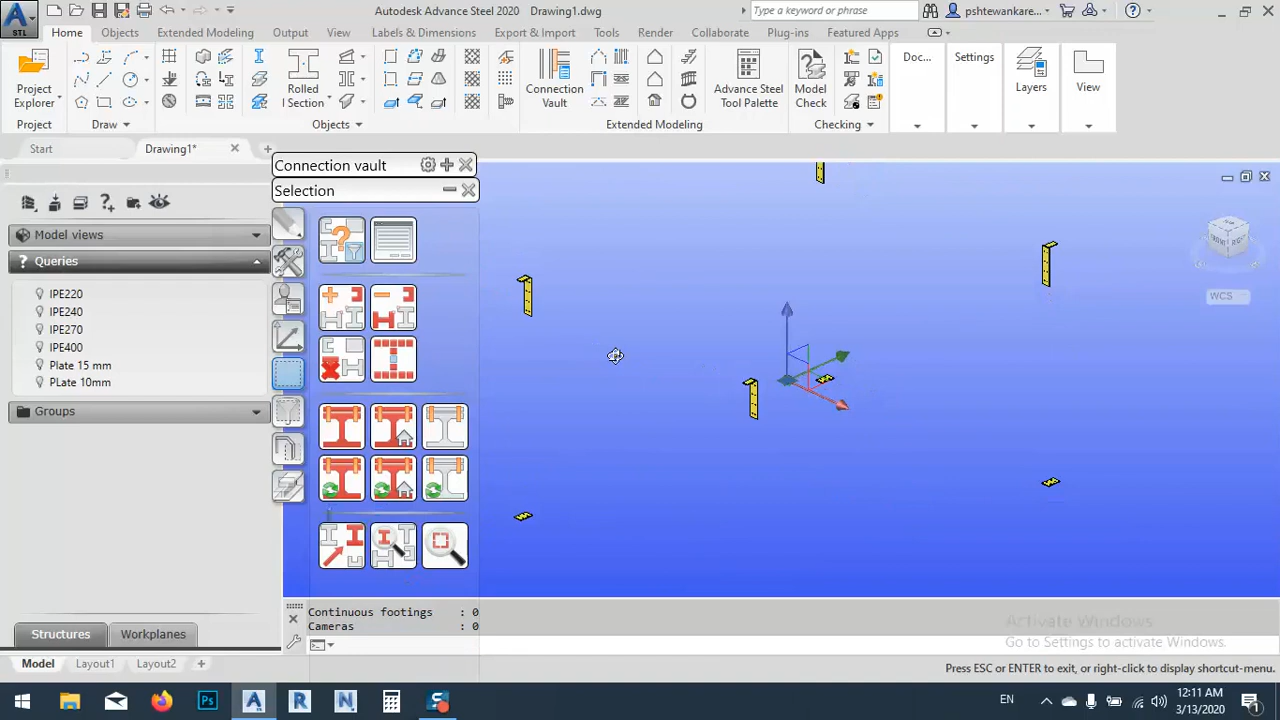 Autodesk Advance Steel 2020 Drawing1.dwg
Type a keyword or phrase
pshtewankare...
STL
Home Objects Extended Modeling Output View Labels & Dimensions Export & Import Tools Render Collaborate Plug-ins Featured Apps
Project Explorer
Rolled I Section
Connection Vault
Advance Steel Tool Palette
Model Check
Doc...
Settings
Layers
View
Project Draw Objects Extended Modeling Checking
Start Drawing1*
Connection vault
Selection
Model views
Queries
IPE220
IPE240
IPE270
IPE400
Plate 15 mm
PLate 10mm
Groups
FRONT RIGHT
WCS
Continuous footings : 0
Cameras : 0
Activate Windows
Go to Settings to activate Windows.
Structures Workplanes
Model Layout1 Layout2
Press ESC or ENTER to exit, or right-click to display shortcut-menu.
Ps
EN
12:11 AM
3/13/2020
1